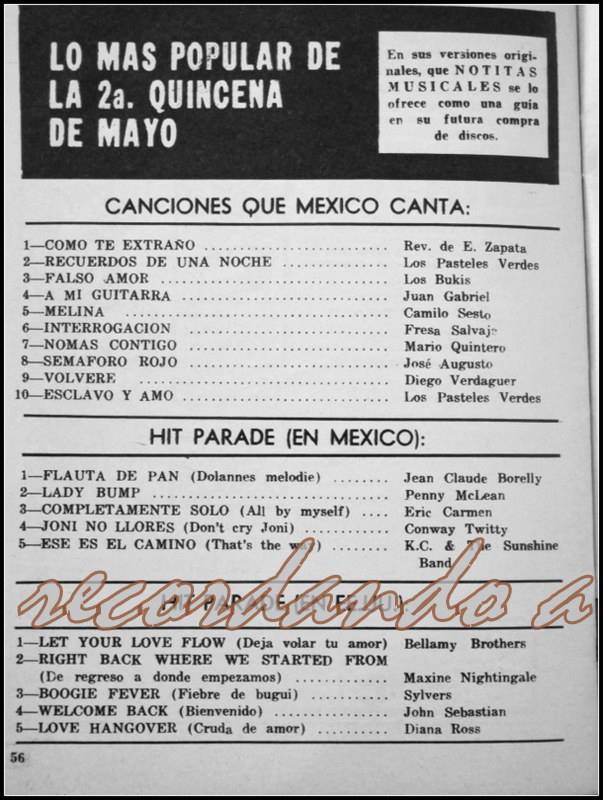 LO MAS POPULAR DE
LA 2a. QUINCENA
DE MAYO
En sus versiones origi-
nales, que NOTITAS
MUSICALES se lo
ofrece como una guía
en su futura compra
de discos.
CANCIONES QUE MEXICO CANTA:
1—COMO TE EXTRAÑO ........................ Rev. de E. Zapata
2—RECUERDOS DE UNA NOCHE ............... Los Pasteles Verdes
3—FALSO AMOR .............................. Los Bukis
4—A MI GUITARRA ........................... Juan Gabriel
5—MELINA .................................. Camilo Sesto
6—INTERROGACION ........................... Fresa Salvaje
7—NOMAS CONTIGO ........................... Mario Quintero
8—SEMAFORO ROJO ........................... José Augusto
9—VOLVERE ................................. Diego Verdaguer
10—ESCLAVO Y AMO .......................... Los Pasteles Verdes
HIT PARADE (EN MEXICO):
1—FLAUTA DE PAN (Dolannes melodie) ........ Jean Claude Borelly
2—LADY BUMP ............................... Penny McLean
3—COMPLETAMENTE SOLO (All by myself) .... Eric Carmen
4—JONI NO LLORES (Don't cry Joni) ........... Conway Twitty
5—ESE ES EL CAMINO (That's the way) ........ K.C. & The Sunshine
Band
recordando a
HIT PARADE (EN EE.UU.):
1—LET YOUR LOVE FLOW (Deja volar tu amor) Bellamy Brothers
2—RIGHT BACK WHERE WE STARTED FROM
(De regreso a donde empezamos) ............ Maxine Nightingale
3—BOOGIE FEVER (Fiebre de bugui) .......... Sylvers
4—WELCOME BACK (Bienvenido) ............... John Sebastian
5—LOVE HANGOVER (Cruda de amor) .......... Diana Ross
56